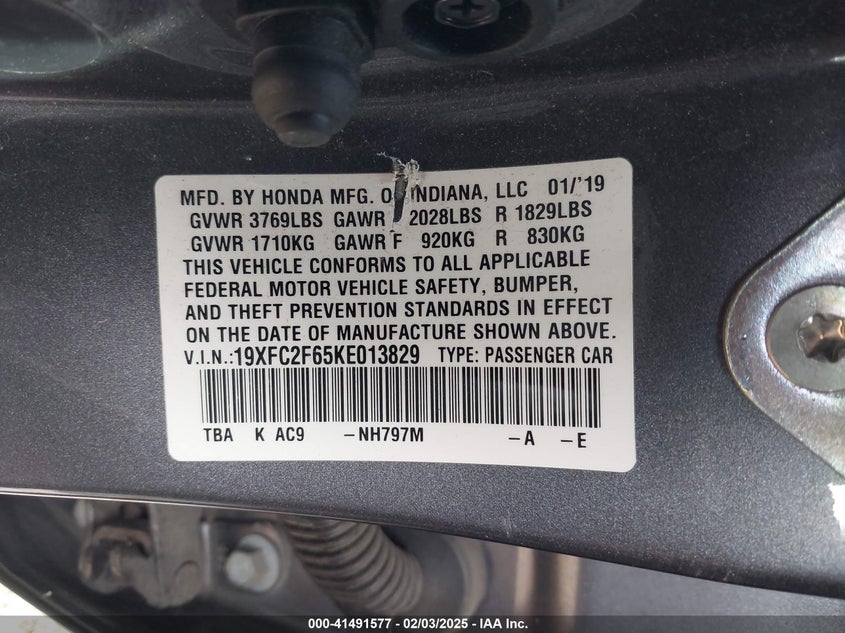 MFD. BY HONDA MFG. OF INDIANA, LLC 01/'19
GVWR 3769LBS GAWR 2028LBS R 1829LBS
GVWR 1710KG GAWR F 920KG R 830KG
THIS VEHICLE CONFORMS TO ALL APPLICABLE
FEDERAL MOTOR VEHICLE SAFETY, BUMPER,
AND THEFT PREVENTION STANDARDS IN EFFECT
ON THE DATE OF MANUFACTURE SHOWN ABOVE.
V.I.N.:19XFC2F65KE013829 TYPE: PASSENGER CAR
TBA K AC9 -NH797M -A -E
000-41491577 - 02/03/2025 - IAA Inc.